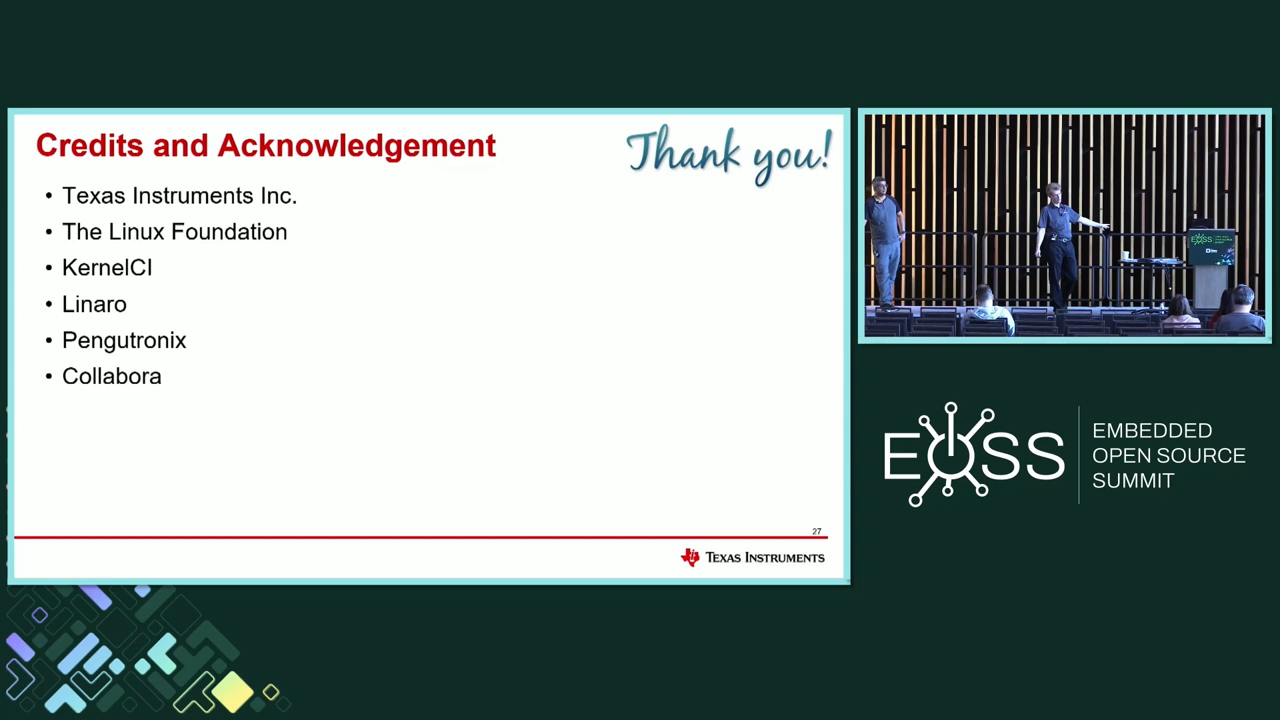 Credits and Acknowledgement
Thank you!
• Texas Instruments Inc.
• The Linux Foundation
• KernelCI
• Linaro
• Pengutronix
• Collabora
27
TEXAS INSTRUMENTS
EOSS
EOSS
EMBEDDED
OPEN SOURCE
SUMMIT